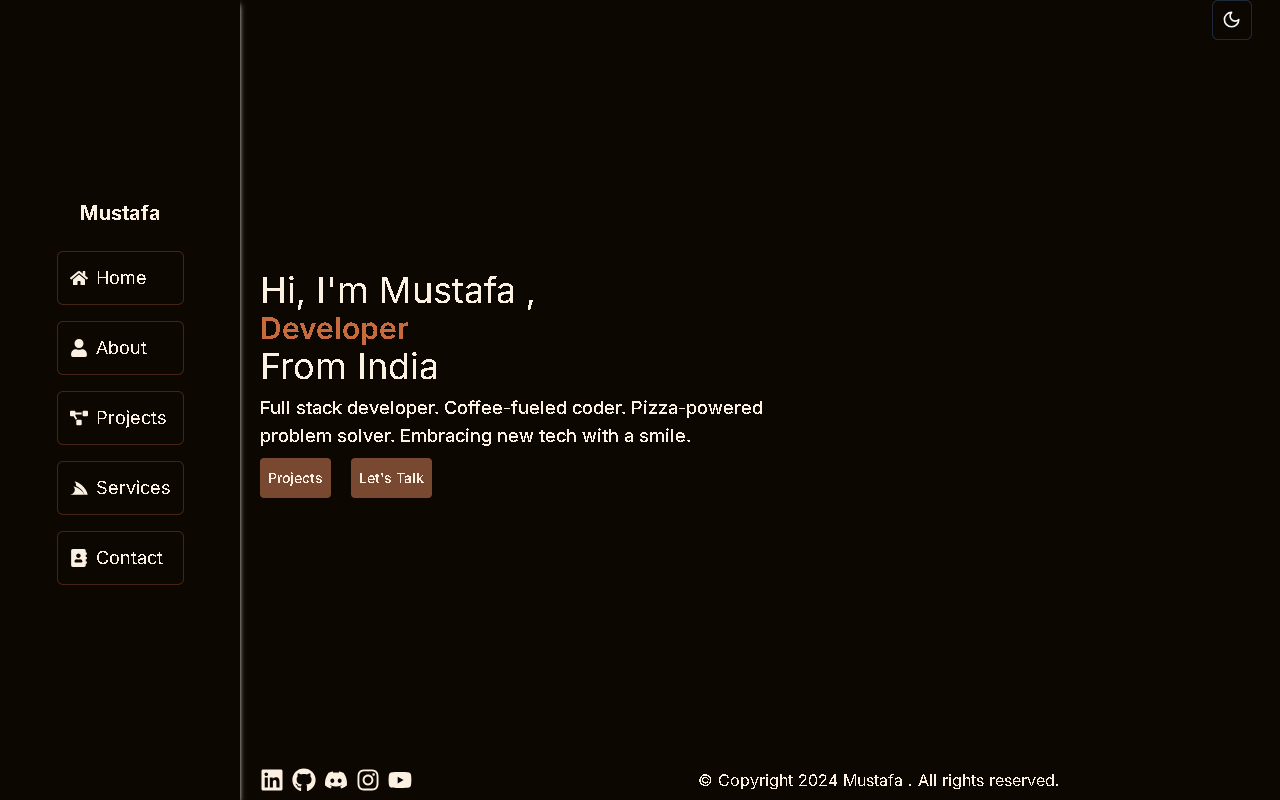 Mustafa
Home
About
Projects
Services
Contact
Hi, I'm Mustafa ,
Developer
From India
Full stack developer. Coffee-fueled coder. Pizza-powered
problem solver. Embracing new tech with a smile.
Projects
Let's Talk
© Copyright 2024 Mustafa . All rights reserved.